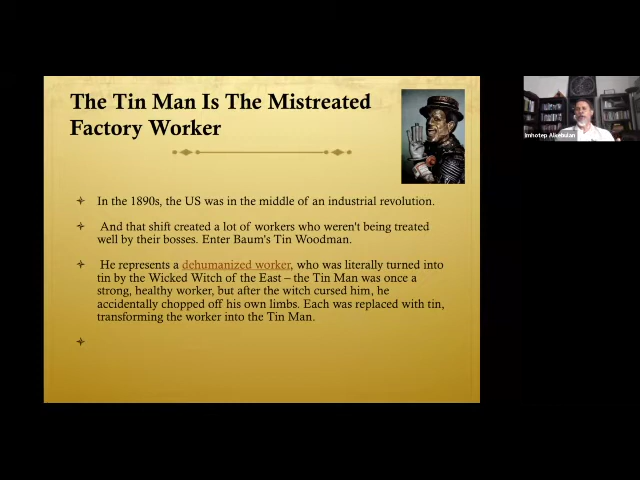 The Tin Man Is The Mistreated
Factory Worker
In the 1890s, the US was in the middle of an industrial revolution.
And that shift created a lot of workers who weren't being treated
well by their bosses. Enter Baum's Tin Woodman.
He represents a dehumanized worker, who was literally turned into
tin by the Wicked Witch of the East – the Tin Man was once a
strong, healthy worker, but after the witch cursed him, he
accidentally chopped off his own limbs. Each was replaced with tin,
transforming the worker into the Tin Man.
Imhotep Alkebulan